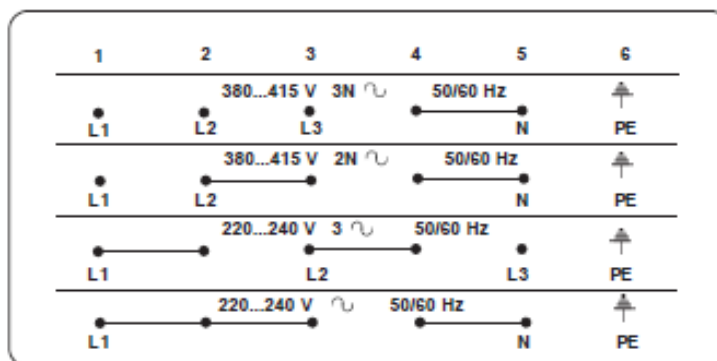 1 2 3 4 5 6
380...415 V 3N ∿ 50/60 Hz
L1 L2 L3 N PE
380...415 V 2N ∿ 50/60 Hz
L1 L2 N PE
220...240 V 3 ∿ 50/60 Hz
L1 L2 L3 PE
220...240 V ∿ 50/60 Hz
L1 N PE